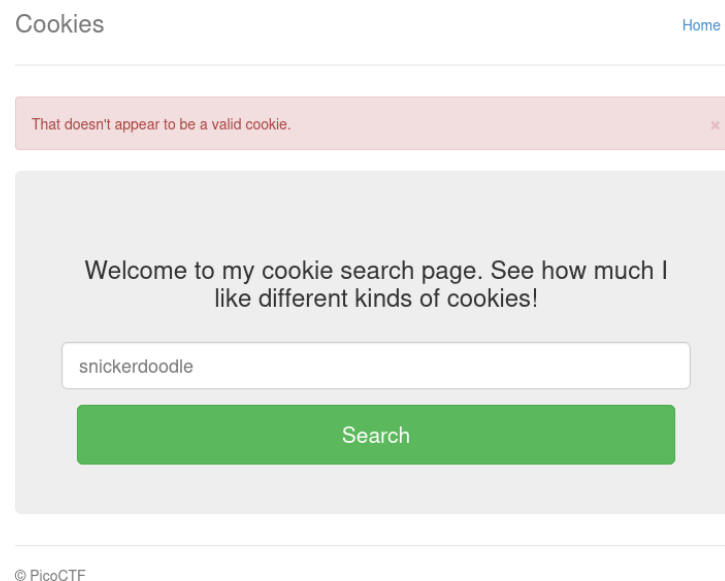 Cookies
Home
That doesn't appear to be a valid cookie.
×
Welcome to my cookie search page. See how much I
like different kinds of cookies!
snickerdoodle
Search
© PicoCTF